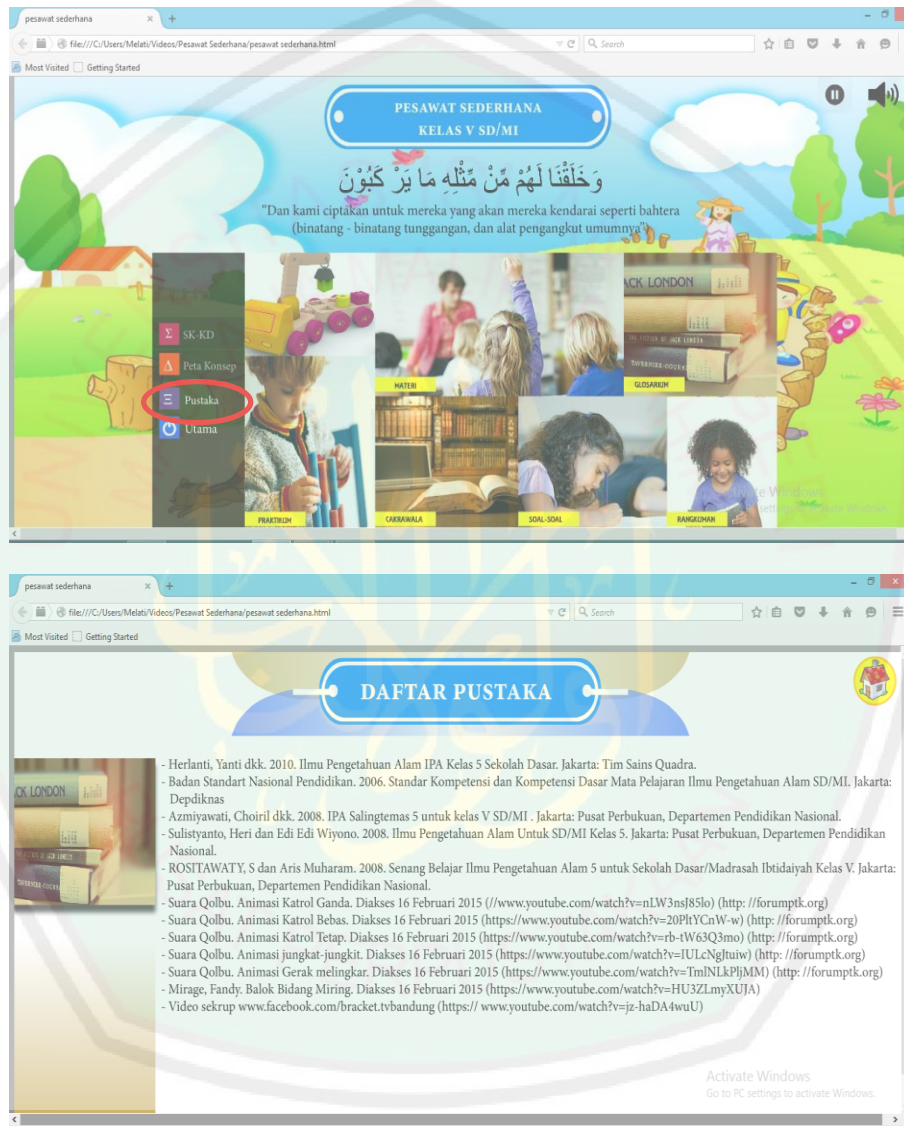 pesawat sederhana
file:///C:/Users/Melati/Videos/Pesawat Sederhana/pesawat sederhana.html
Search
Most Visited
Getting Started
PESAWAT SEDERHANA
KELAS V SD/MI
وَخَلَقْنَا لَهُمْ مِّنْ مِّثْلِهِ مَا يَرْ كَبُوْنَ
"Dan kami ciptakan untuk mereka yang akan mereka kendarai seperti bahtera
(binatang - binatang tunggangan, dan alat pengangkut umumnya")
SK-KD
Peta Konsep
Pustaka
Utama
CK LONDON
MATERI
GLOSARIUM
PRAKTIKUM
CAKRAWALA
SOAL-SOAL
RANGKUMAN
pesawat sederhana
file:///C:/Users/Melati/Videos/Pesawat Sederhana/pesawat sederhana.html
Search
Most Visited
Getting Started
DAFTAR PUSTAKA
CK LONDON
- Herlanti, Yanti dkk. 2010. Ilmu Pengetahuan Alam IPA Kelas 5 Sekolah Dasar. Jakarta: Tim Sains Quadra.
- Badan Standart Nasional Pendidikan. 2006. Standar Kompetensi dan Kompetensi Dasar Mata Pelajaran Ilmu Pengetahuan Alam SD/MI. Jakarta:
Depdiknas
- Azmiyawati, Choiril dkk. 2008. IPA Salingtemas 5 untuk kelas V SD/MI . Jakarta: Pusat Perbukuan, Departemen Pendidikan Nasional.
- Sulistyanto, Heri dan Edi Edi Wiyono. 2008. Ilmu Pengetahuan Alam Untuk SD/MI Kelas 5. Jakarta: Pusat Perbukuan, Departemen Pendidikan
Nasional.
- ROSITAWATY, S dan Aris Muharam. 2008. Senang Belajar Ilmu Pengetahuan Alam 5 untuk Sekolah Dasar/Madrasah Ibtidaiyah Kelas V. Jakarta:
Pusat Perbukuan, Departemen Pendidikan Nasional.
- Suara Qolbu. Animasi Katrol Ganda. Diakses 16 Februari 2015 (//www.youtube.com/watch?v=nLW3nsJ85lo) (http: //forumptk.org)
- Suara Qolbu. Animasi Katrol Bebas. Diakses 16 Februari 2015 (https://www.youtube.com/watch?v=20PltYCnW-w) (http: //forumptk.org)
- Suara Qolbu. Animasi Katrol Tetap. Diakses 16 Februari 2015 (https://www.youtube.com/watch?v=rb-tW63Q3mo) (http: //forumptk.org)
- Suara Qolbu. Animasi jungkat-jungkit. Diakses 16 Februari 2015 (https://www.youtube.com/watch?v=IULcNgJtuiw) (http: //forumptk.org)
- Suara Qolbu. Animasi Gerak melingkar. Diakses 16 Februari 2015 (https://www.youtube.com/watch?v=TmlNLkPljMM) (http: //forumptk.org)
- Mirage, Fandy. Balok Bidang Miring. Diakses 16 Februari 2015 (https://www.youtube.com/watch?v=HU3ZLmyXUJA)
- Video sekrup www.facebook.com/bracket.tvbandung (https:// www.youtube.com/watch?v=jz-haDA4wuU)
Activate Windows
Go to PC settings to activate Windows.